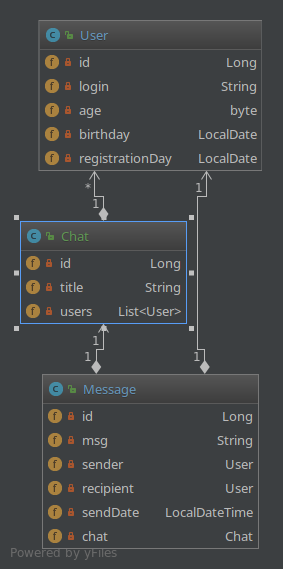 User
id Long
login String
age byte
birthday LocalDate
registrationDay LocalDate
* 1
1
Chat
id Long
title String
users List<User>
1
1 1
Message
id Long
msg String
sender User
recipient User
sendDate LocalDateTime
chat Chat
Powered by yFiles